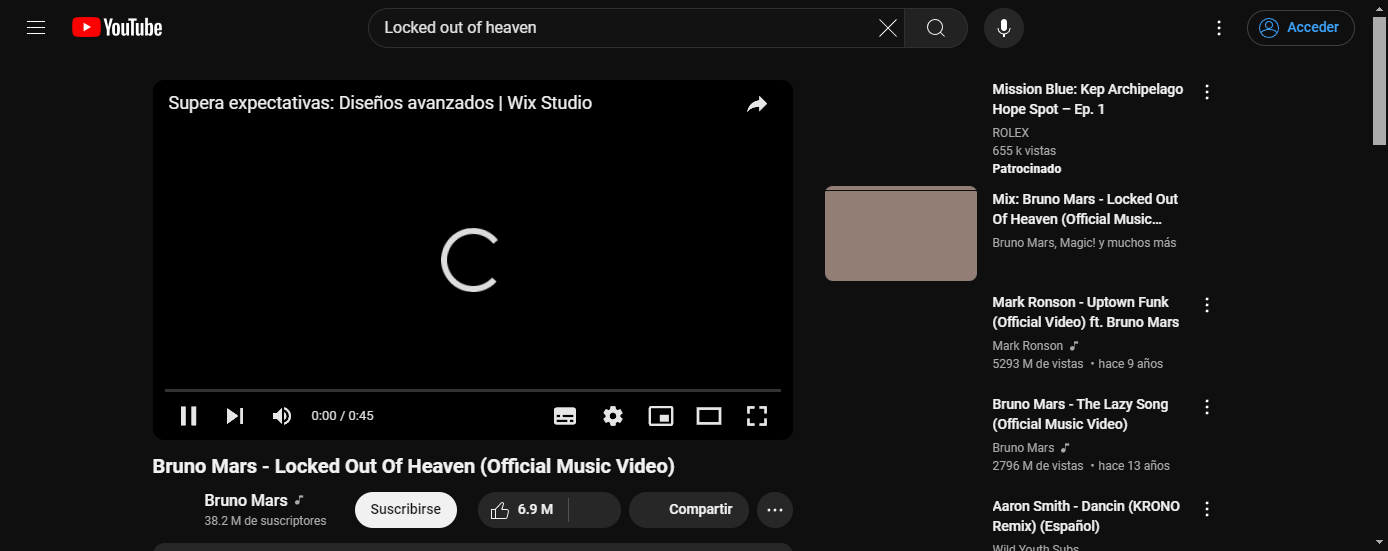 YouTube
Locked out of heaven
Acceder
Supera expectativas: Diseños avanzados | Wix Studio
0:00 / 0:45
Bruno Mars - Locked Out Of Heaven (Official Music Video)
Bruno Mars
38.2 M de suscriptores
Suscribirse
6.9 M
Compartir
Mission Blue: Kep Archipelago
Hope Spot – Ep. 1
ROLEX
655 k vistas
Patrocinado
Mix: Bruno Mars - Locked Out
Of Heaven (Official Music...
Bruno Mars, Magic! y muchos más
Mark Ronson - Uptown Funk
(Official Video) ft. Bruno Mars
Mark Ronson
5293 M de vistas • hace 9 años
Bruno Mars - The Lazy Song
(Official Music Video)
Bruno Mars
2796 M de vistas • hace 13 años
Aaron Smith - Dancin (KRONO
Remix) (Español)
Wild Youth Subs